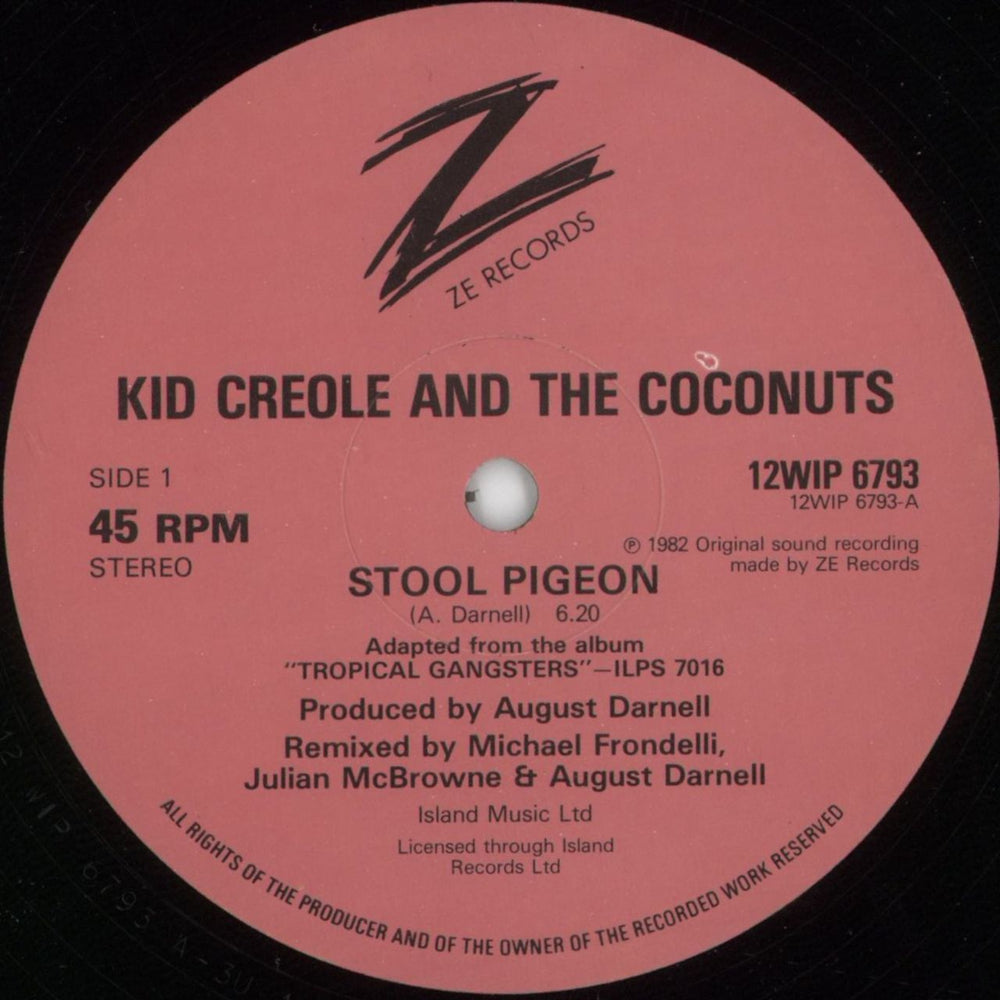 Z
ZE RECORDS
KID CREOLE AND THE COCONUTS
SIDE 1
45 RPM
STEREO
12WIP 6793
12WIP 6793-A
℗ 1982 Original sound recording
made by ZE Records
STOOL PIGEON
(A. Darnell) 6.20
Adapted from the album
"TROPICAL GANGSTERS"—ILPS 7016
Produced by August Darnell
Remixed by Michael Frondelli,
Julian McBrowne & August Darnell
Island Music Ltd
Licensed through Island
Records Ltd
ALL RIGHTS OF THE PRODUCER AND OF THE OWNER OF THE RECORDED WORK RESERVED